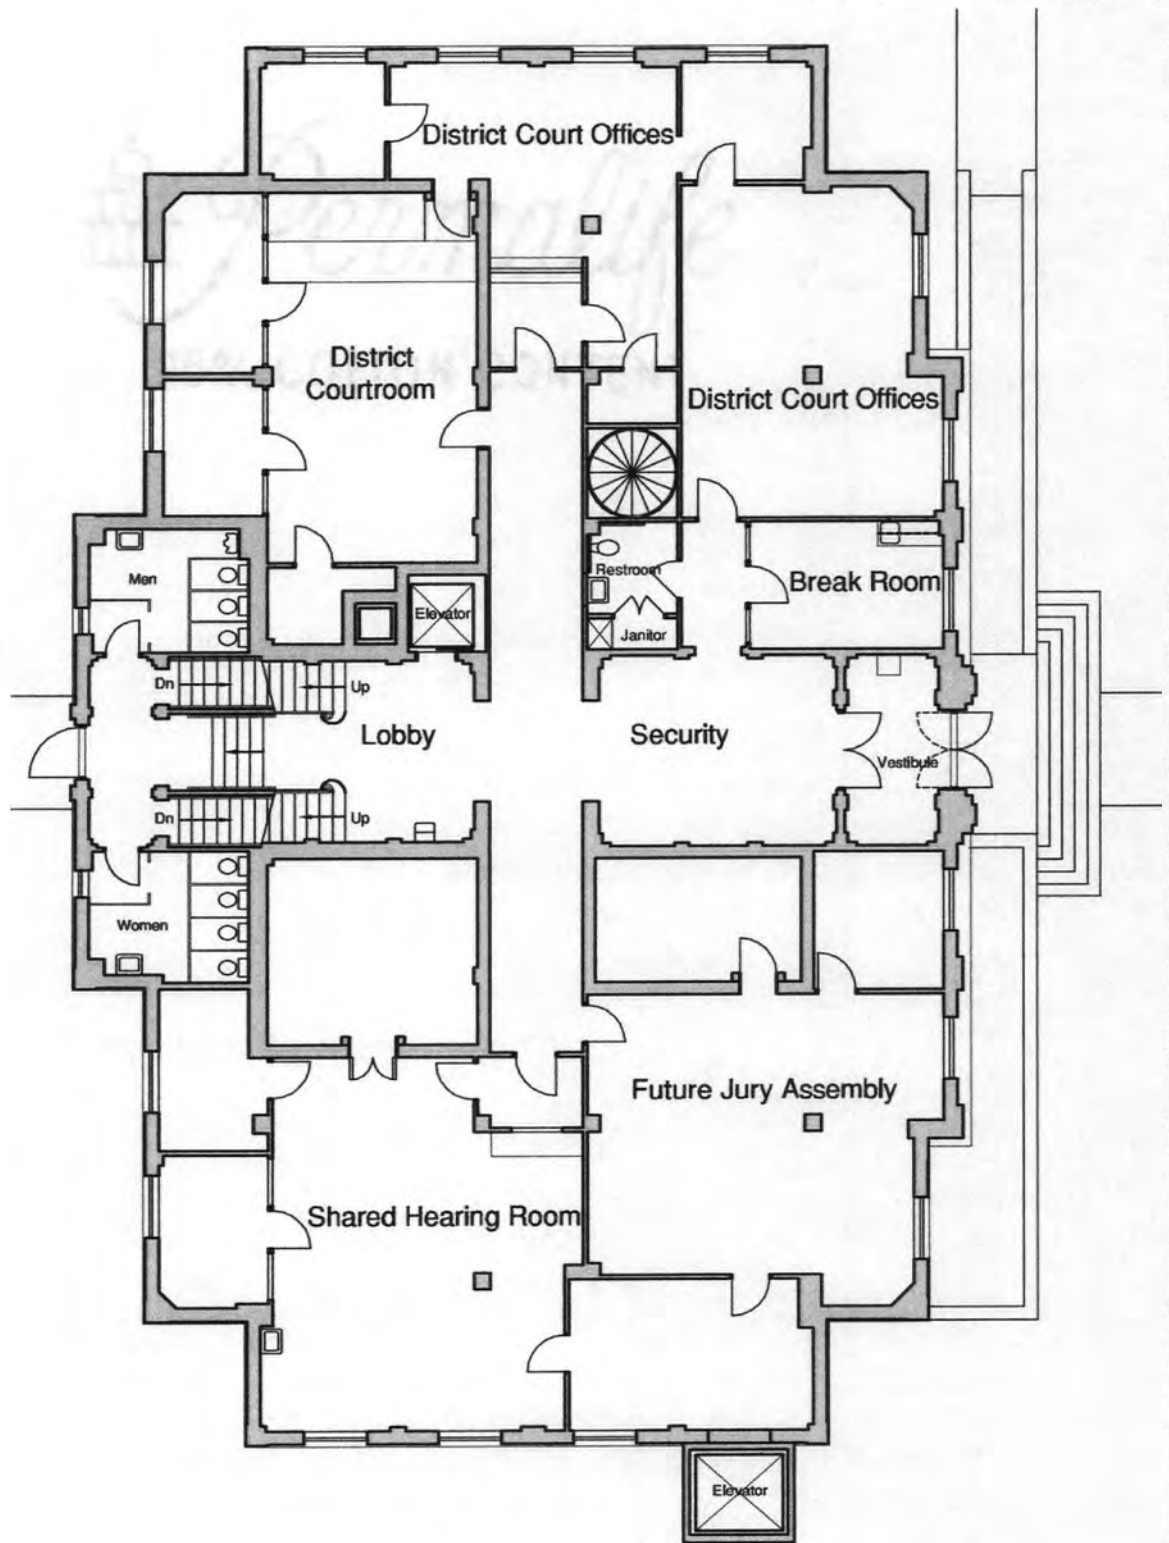 District Court Offices
District
Courtroom
District Court Offices
Men
Elevator
Restroom
Break Room
Janitor
Dn
Up
Lobby
Security
Vestibule
Dn
Up
Women
Future Jury Assembly
Shared Hearing Room
Elevator